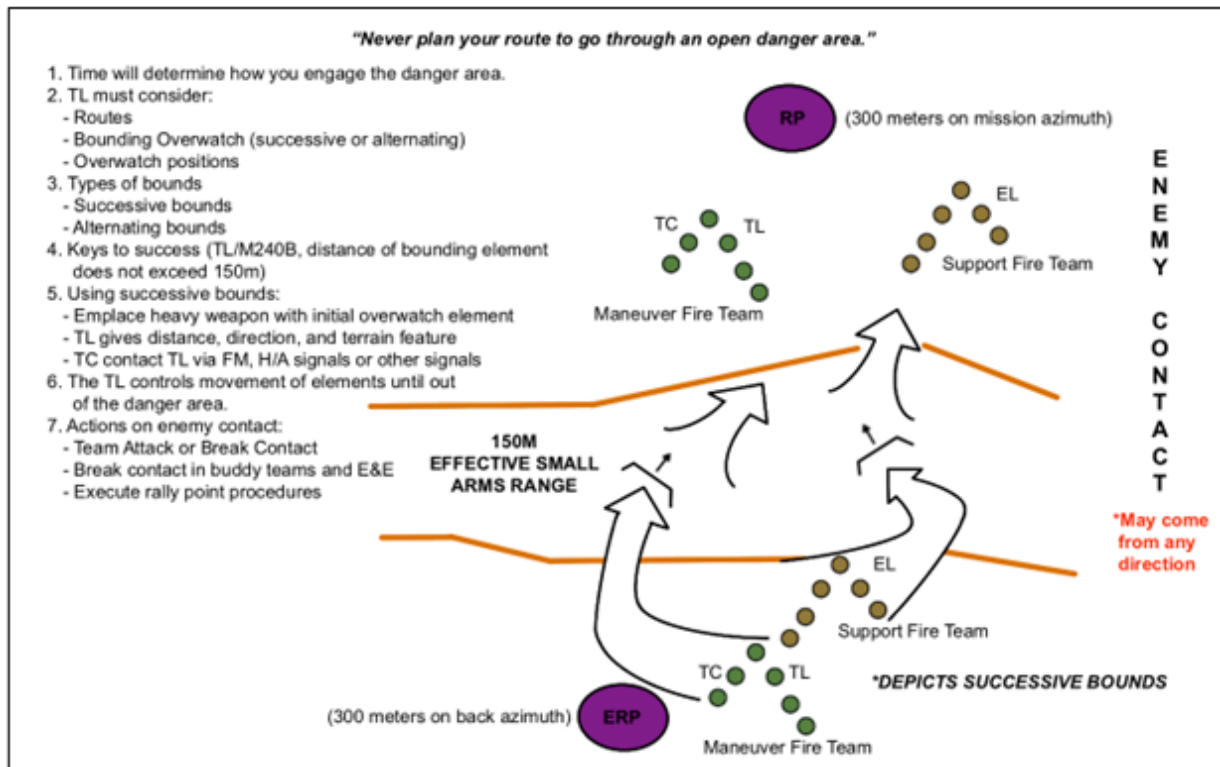 "Never plan your route to go through an open danger area."
1. Time will determine how you engage the danger area.
2. TL must consider:
- Routes
- Bounding Overwatch (successive or alternating)
- Overwatch positions
3. Types of bounds
- Successive bounds
- Alternating bounds
4. Keys to success (TL/M240B, distance of bounding element
does not exceed 150m)
5. Using successive bounds:
- Emplace heavy weapon with initial overwatch element
- TL gives distance, direction, and terrain feature
- TC contact TL via FM, H/A signals or other signals
6. The TL controls movement of elements until out
of the danger area.
7. Actions on enemy contact:
- Team Attack or Break Contact
- Break contact in buddy teams and E&E
- Execute rally point procedures
RP
(300 meters on mission azimuth)
EL
Support Fire Team
TC
TL
Maneuver Fire Team
ENEMY
CONTACT
*May come
from any
direction
150M
EFFECTIVE SMALL
ARMS RANGE
EL
Support Fire Team
TC
TL
*DEPICTS SUCCESSIVE BOUNDS
(300 meters on back azimuth)
ERP
Maneuver Fire Team